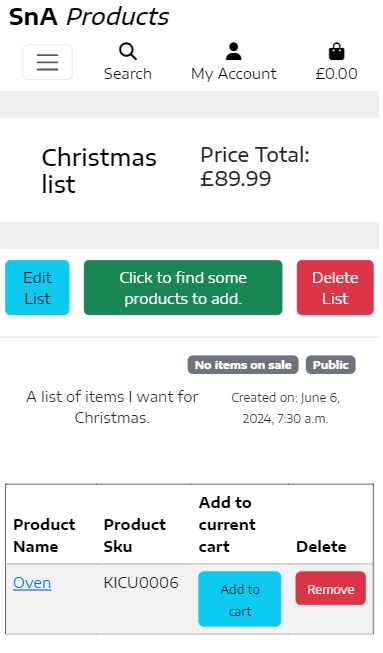 SnA Products
Search
My Account
£0.00
Christmas
list
Price Total:
£89.99
Edit
List
Click to find some
products to add.
Delete
List
No items on sale
Public
A list of items I want for
Christmas.
Created on: June 6,
2024, 7:30 a.m.
Product
Name
Product
Sku
Add to
current
cart
Delete
Oven
KICU0006
Add to
cart
Remove